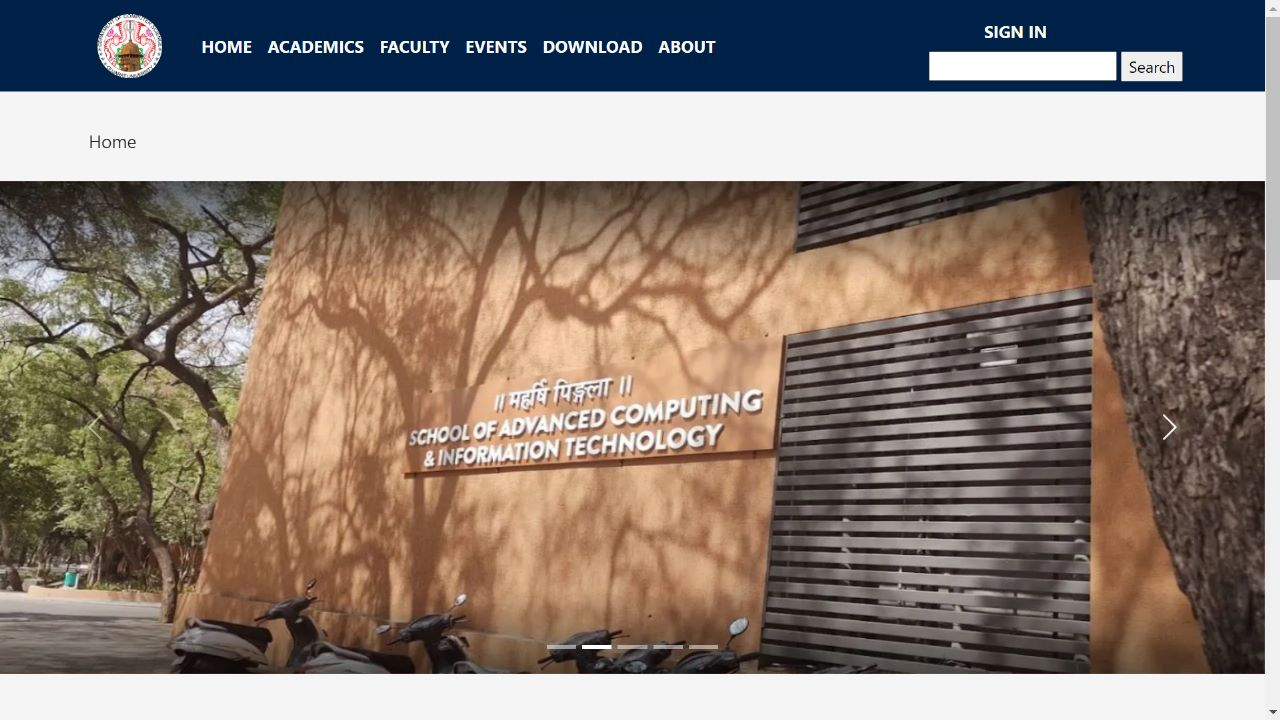 HOME ACADEMICS FACULTY EVENTS DOWNLOAD ABOUT
SIGN IN
Search
Home
॥ महर्षि पिङ्गला ॥
SCHOOL OF ADVANCED COMPUTING
& INFORMATION TECHNOLOGY